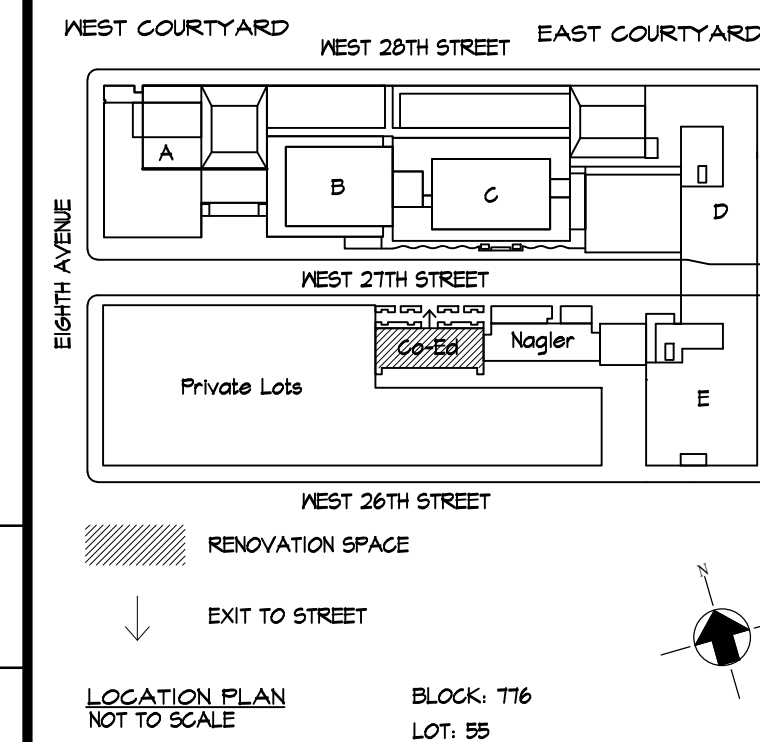 WEST COURTYARD
WEST 28TH STREET
EAST COURTYARD
A
B
C
D
EIGHTH AVENUE
WEST 27TH STREET
Co-Ed
Nagler
Private Lots
E
WEST 26TH STREET
RENOVATION SPACE
EXIT TO STREET
N
LOCATION PLAN
NOT TO SCALE
BLOCK: 776
LOT: 55